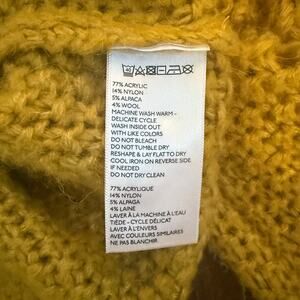 77% ACRYLIC
14% NYLON
5% ALPACA
4% WOOL
MACHINE WASH WARM -
DELICATE CYCLE
WASH INSIDE OUT
WITH LIKE COLORS
DO NOT BLEACH
DO NOT TUMBLE DRY
RESHAPE & LAY FLAT TO DRY
COOL IRON ON REVERSE SIDE
IF NEEDED
DO NOT DRY CLEAN
77% ACRYLIQUE
14% NYLON
5% ALPAGA
4% LAINE
LAVER À LA MACHINE À L'EAU
TIÈDE - CYCLE DÉLICAT
LAVER À L'ENVERS
AVEC COULEURS SIMILAIRES
NE PAS BLANCHIR